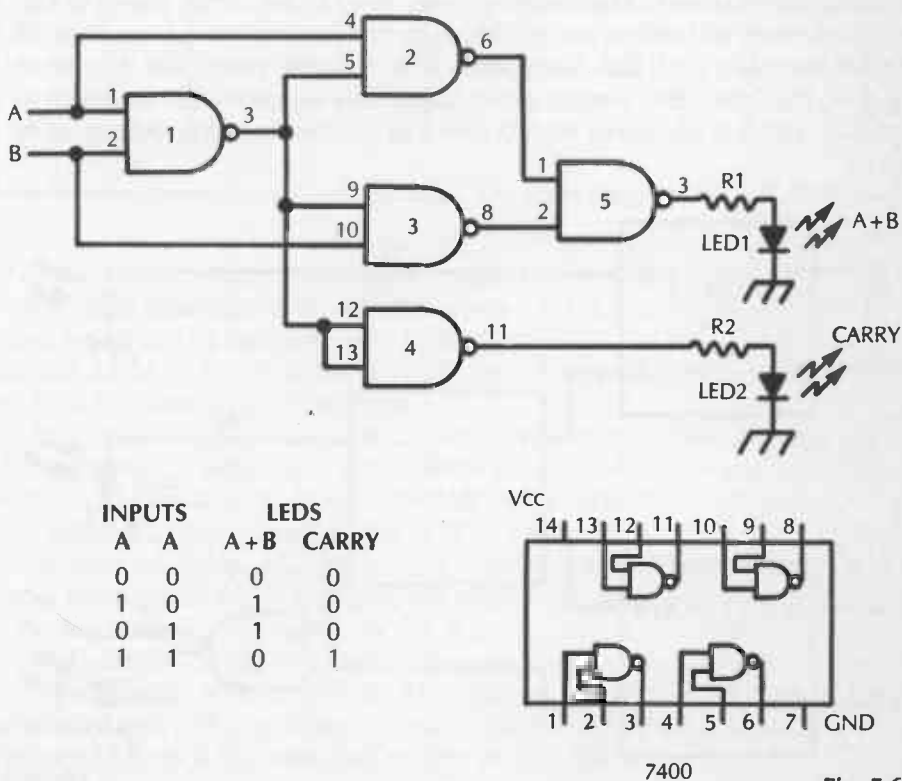 4
2
6
5
A
1
1
3
B
2
9
3
8
10
1
5
3
R1
2
A+B
LED1
12
4
11
13
R2
CARRY
LED2
INPUTS LEDS
A A A+B CARRY
0 0 0 0
1 0 1 0
0 1 1 0
1 1 0 1
Vcc
14 13 12 11 10 9 8
1 2 3 4 5 6 7 GND
7400